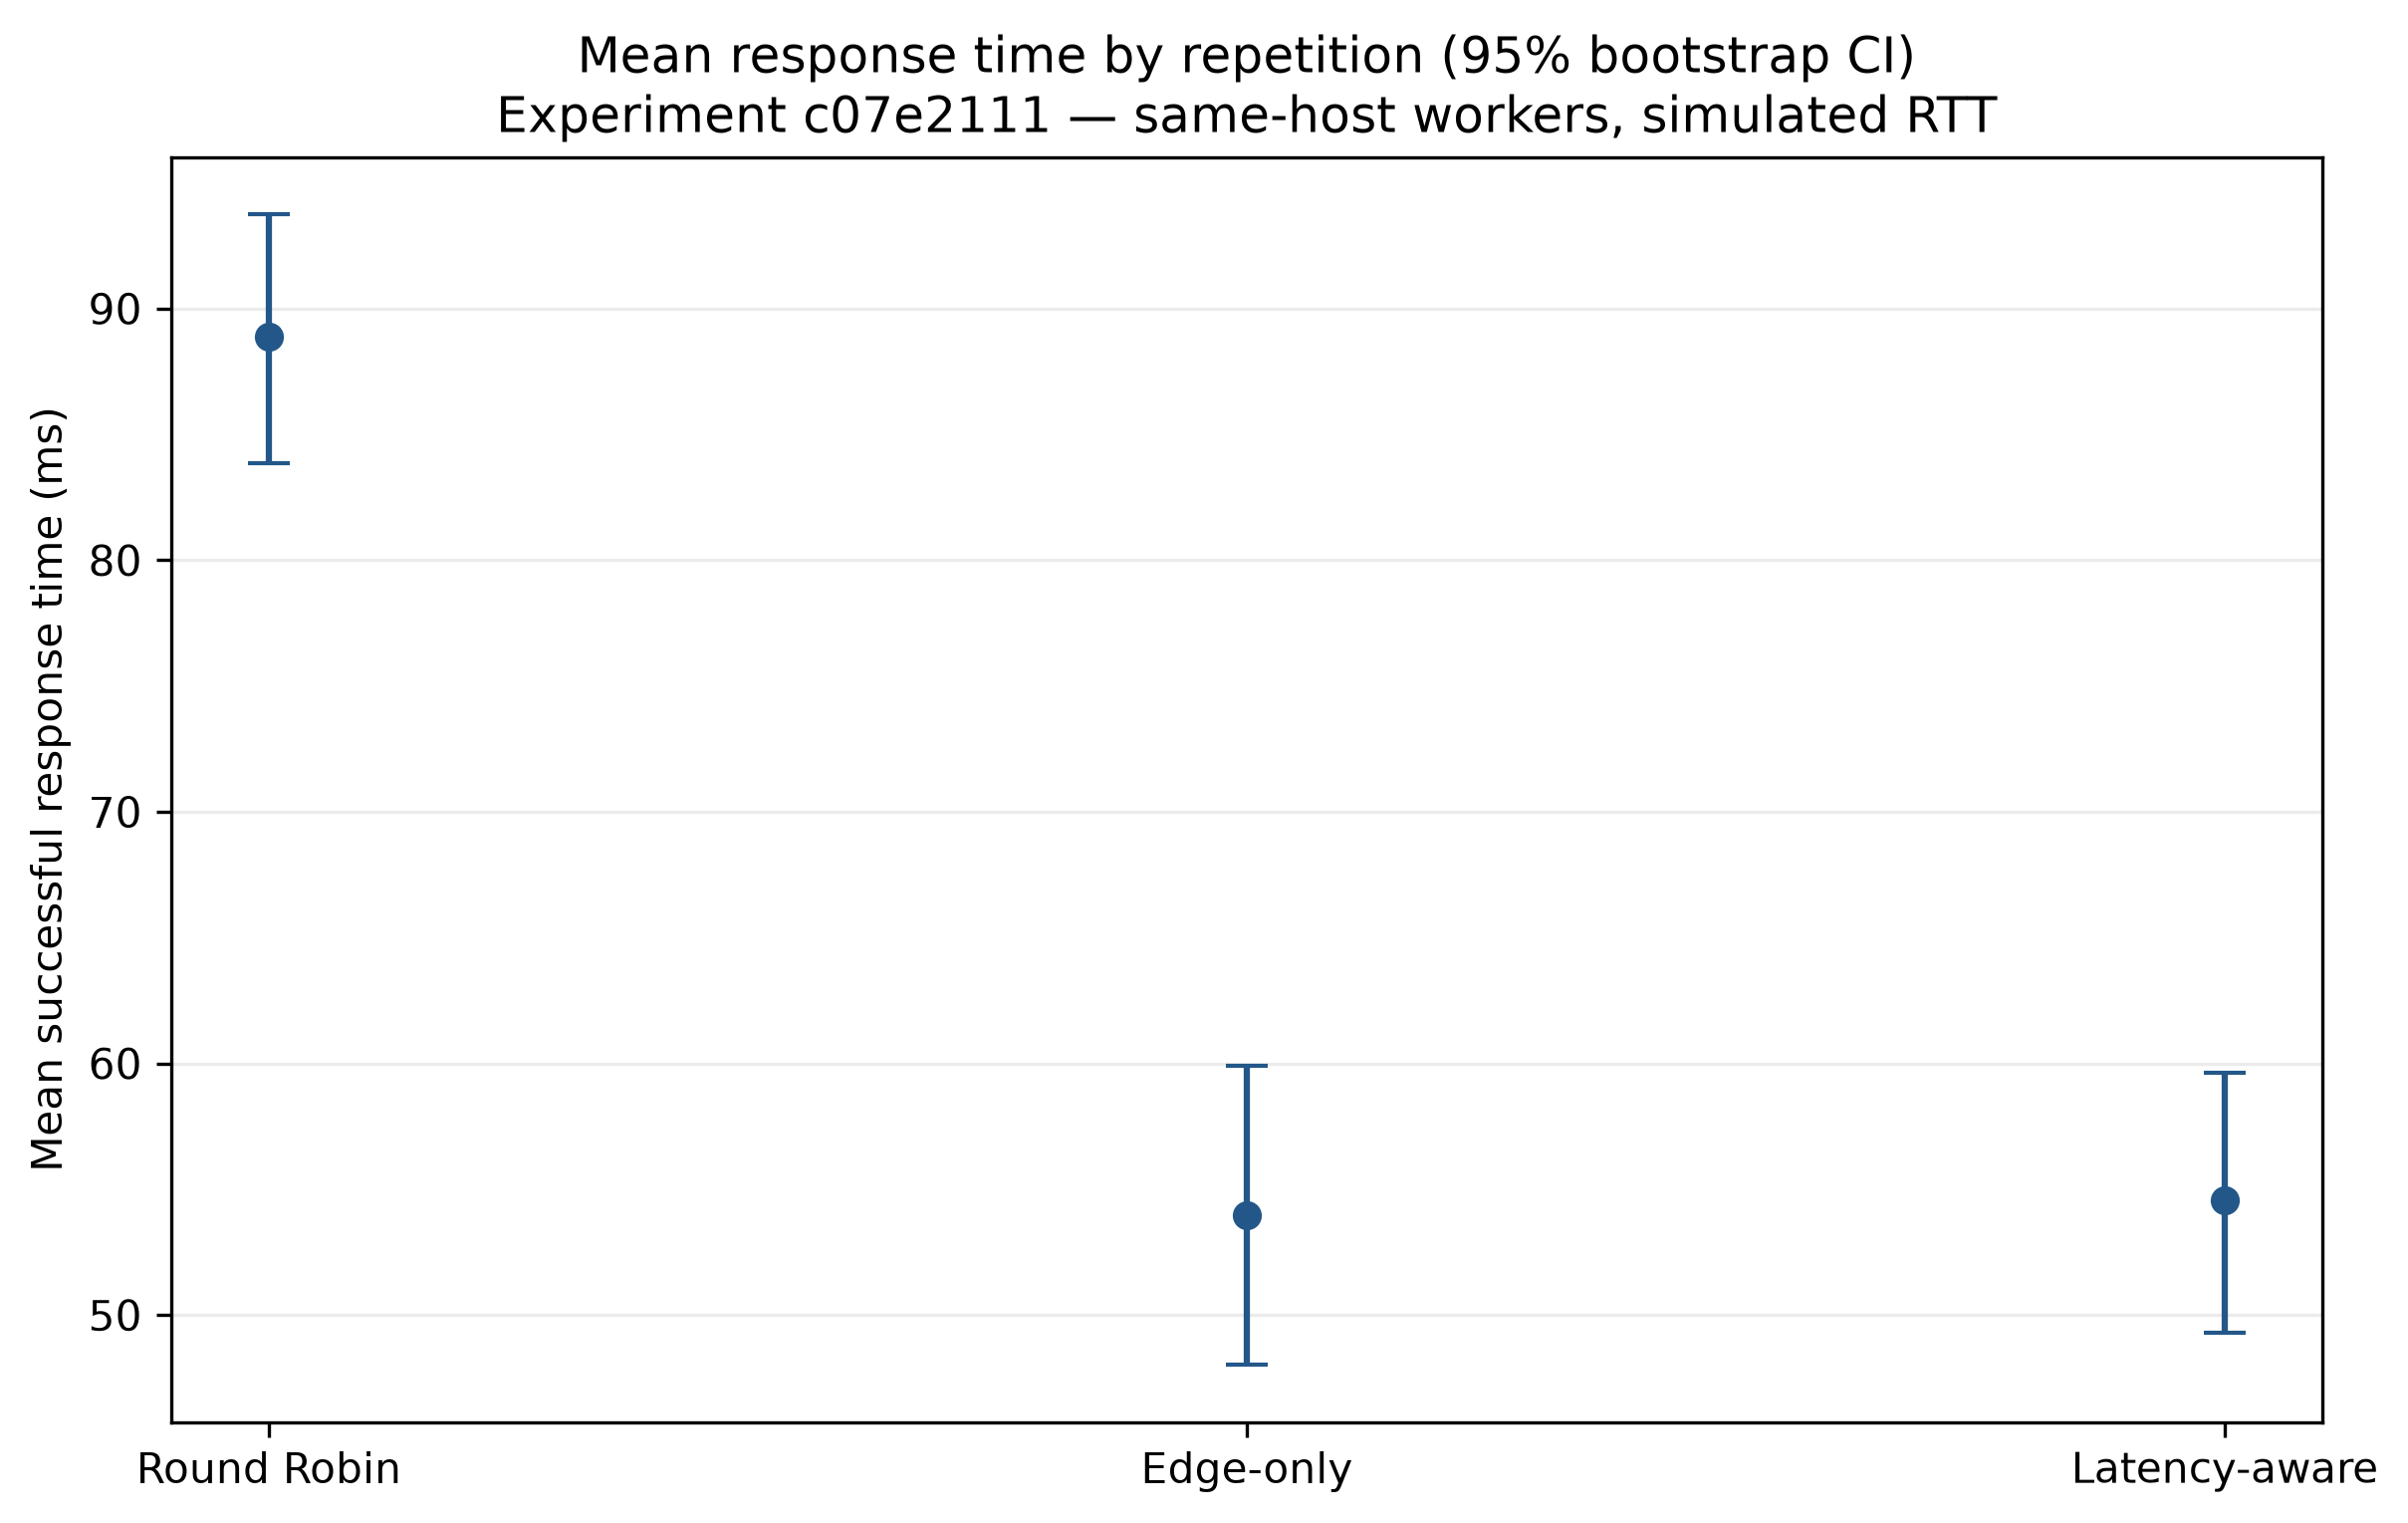 Mean response time by repetition (95% bootstrap CI)
Experiment c07e2111 — same-host workers, simulated RTT
Mean successful response time (ms)
90
80
70
60
50
Round Robin
Edge-only
Latency-aware